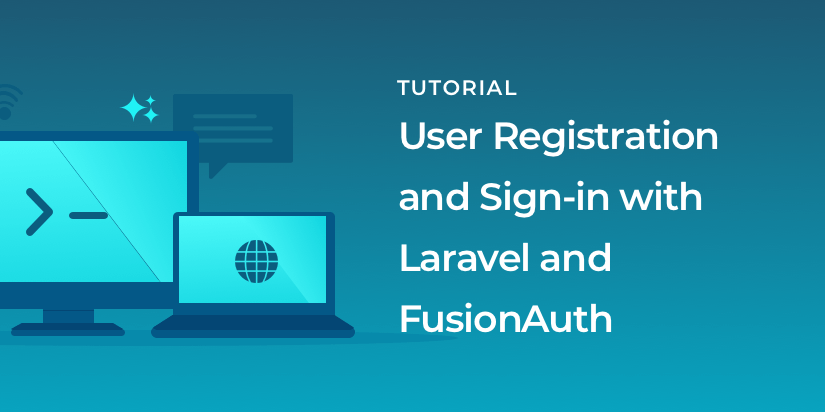 TUTORIAL
User Registration
and Sign-in with
Laravel and
FusionAuth